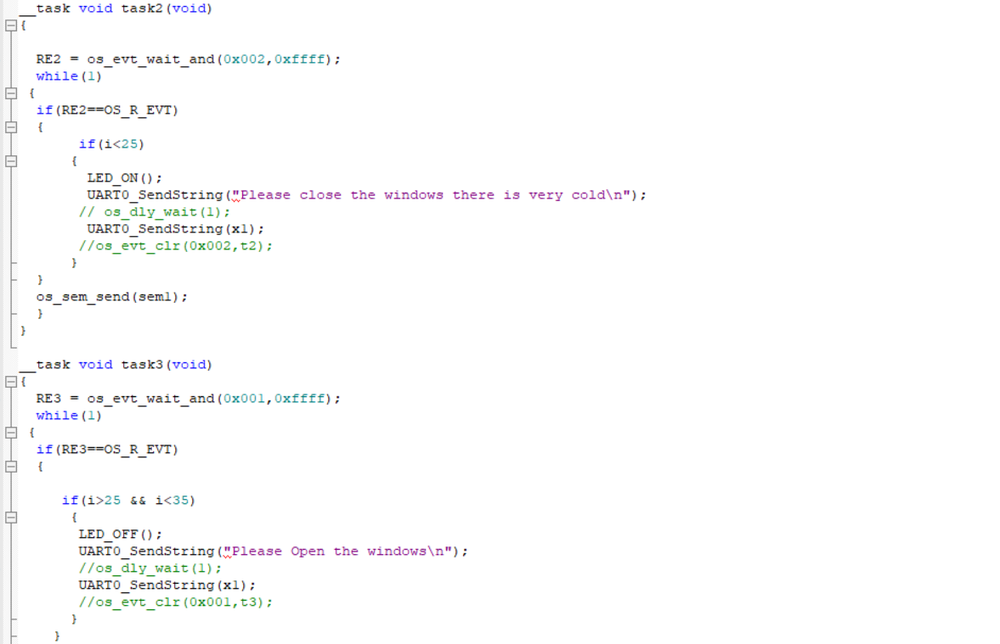 __task void task2(void)
{
RE2 = os_evt_wait_and(0x002,0xffff);
while(1)
{
if(RE2==OS_R_EVT)
{
if(i<25)
{
LED_ON();
UART0_SendString("Please close the windows there is very cold\n");
// os_dly_wait(1);
UART0_SendString(x1);
//os_evt_clr(0x002,t2);
}
}
os_sem_send(sem1);
}
}
__task void task3(void)
{
RE3 = os_evt_wait_and(0x001,0xffff);
while(1)
{
if(RE3==OS_R_EVT)
{
if(i>25 && i<35)
{
LED_OFF();
UART0_SendString("Please Open the windows\n");
//os_dly_wait(1);
UART0_SendString(x1);
//os_evt_clr(0x001,t3);
}
}